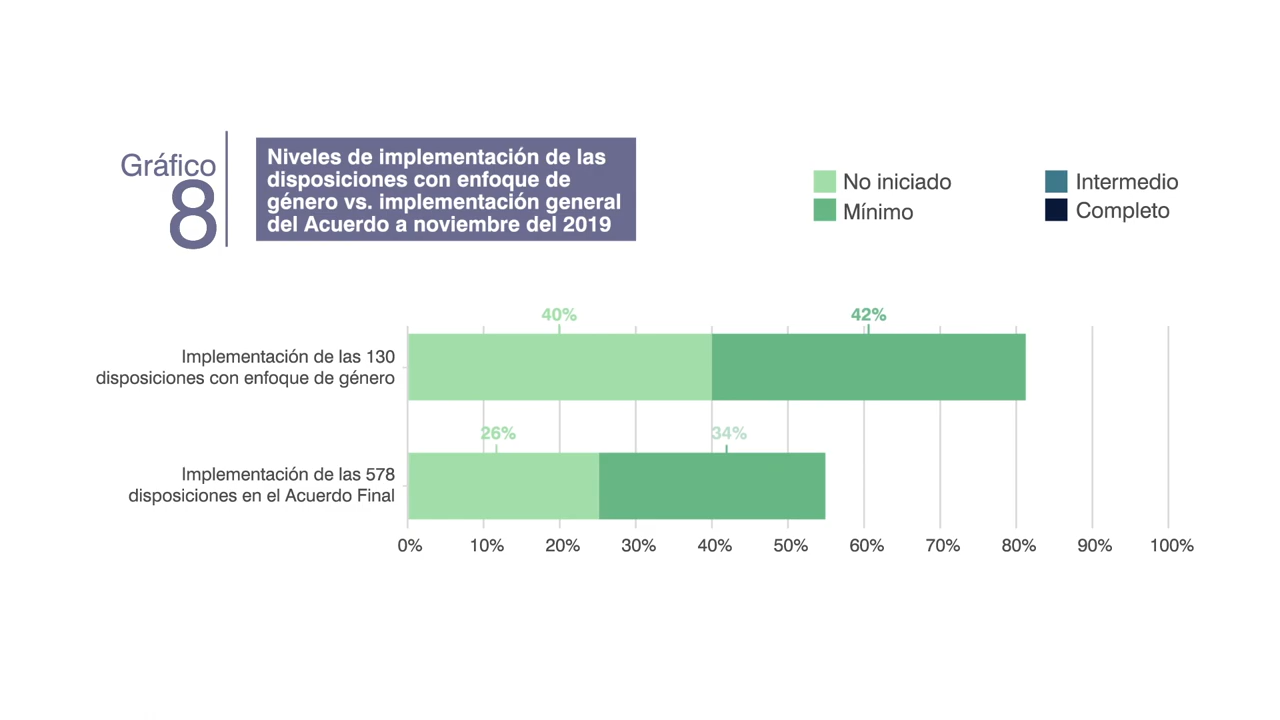 Gráfico
8
Niveles de implementación de las
disposiciones con enfoque de
género vs. implementación general
del Acuerdo a noviembre del 2019
No iniciado
Mínimo
Intermedio
Completo
40%
42%
Implementación de las 130
disposiciones con enfoque de género
26%
34%
Implementación de las 578
disposiciones en el Acuerdo Final
0% 10% 20% 30% 40% 50% 60% 70% 80% 90% 100%